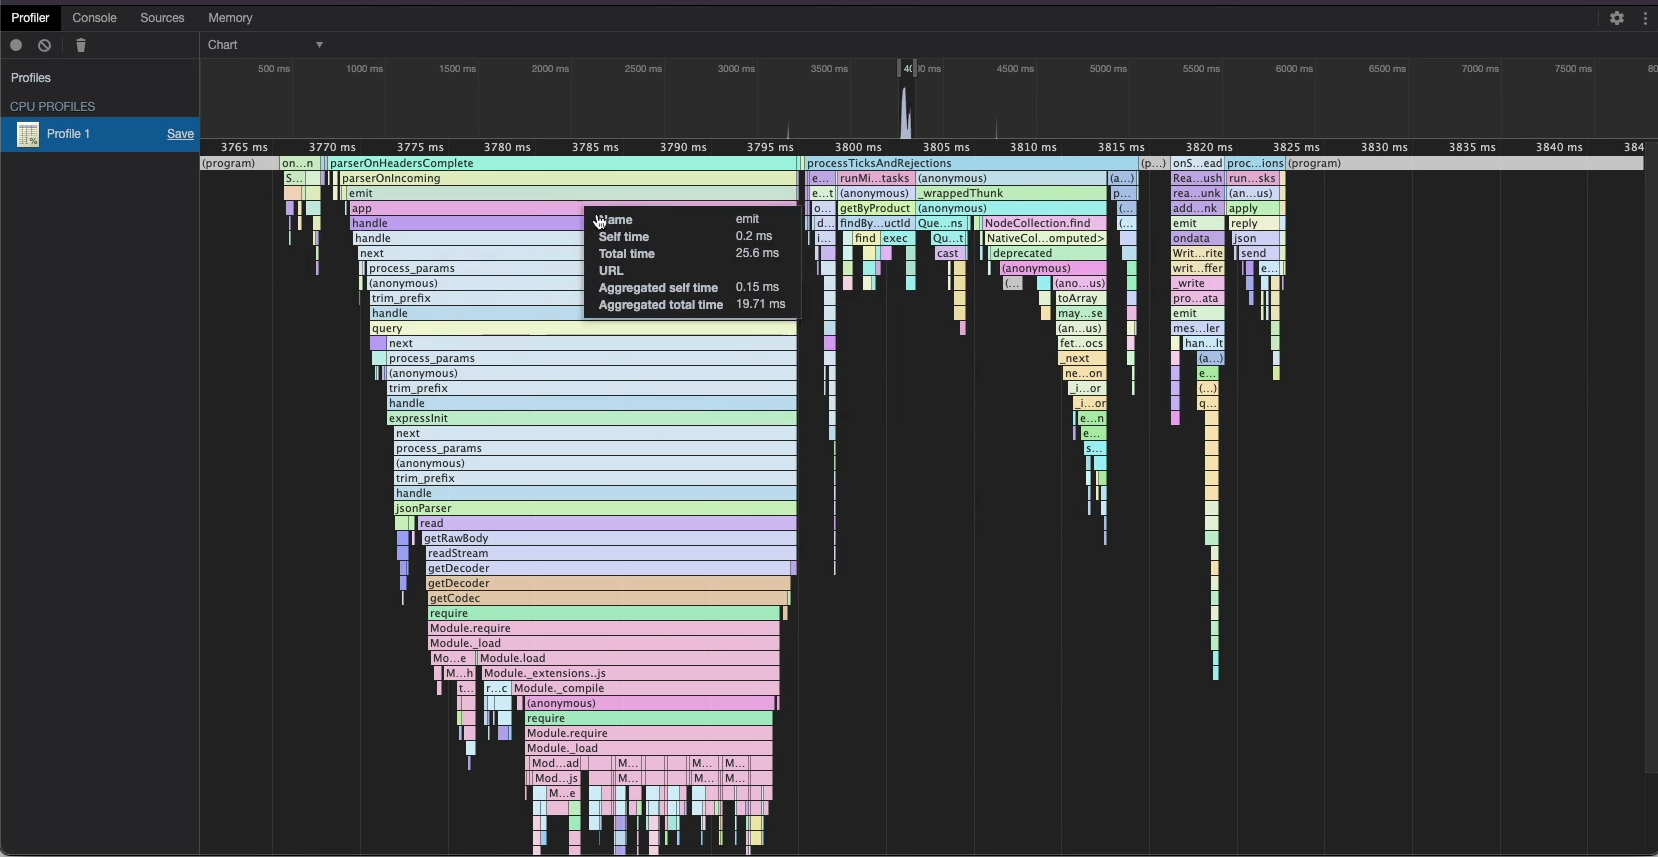 Profiler Console Sources Memory
Chart
Profiles
CPU PROFILES
Profile 1 Save
500 ms 1000 ms 1500 ms 2000 ms 2500 ms 3000 ms 3500 ms 4500 ms 5000 ms 5500 ms 6000 ms 6500 ms 7000 ms 7500 ms
3765 ms 3770 ms 3775 ms 3780 ms 3785 ms 3790 ms 3795 ms 3800 ms 3805 ms 3810 ms 3815 ms 3820 ms 3825 ms 3830 ms 3835 ms 3840 ms 384
(program) on...n parserOnHeadersComplete processTicksAndRejections (p...) onS...ead proc...ions (program)
S... parserOnIncoming e... runMi...tasks (anonymous) (a...) Rea...ush run...sks
emit e...t (anonymous) _wrappedThunk p... rea...unk (an...us)
app o... getByProduct (anonymous) (... add...nk apply
handle d... findBy...uctId Que...ns NodeCollection.find (... emit reply
handle i... find exec Qu...t NativeCol...omputed> ondata json
next cast deprecated Writ...rite send
process_params (anonymous) writ...ffer e...
(anonymous) (... (ano...us) _write
trim_prefix toArray pro...ata
handle may...se emit
query (an...us) mes...ler
next fet...ocs han...lt
process_params _next (a...)
(anonymous) ne...on e...
trim_prefix _i...or (...)
handle _i...or q...
expressInit e...n
next e...
process_params s...
(anonymous)
trim_prefix
handle
jsonParser
read
getRawBody
readStream
getDecoder
getDecoder
getCodec
require
Module.require
Module._load
Mo...e Module.load
M...h Module._extensions..js
t... r...c Module._compile
(anonymous)
require
Module.require
Module._load
Mod...ad M... M... M...
Mod...js M... M... M...
M...e
Name emit
Self time 0.2 ms
Total time 25.6 ms
URL
Aggregated self time 0.15 ms
Aggregated total time 19.71 ms